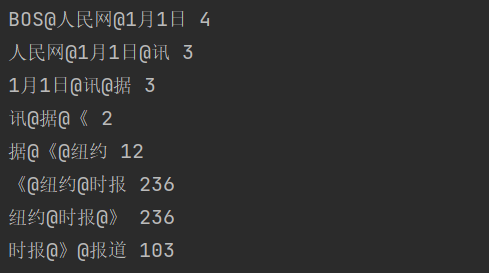 BOS@人民网@1月1日 4
人民网@1月1日@讯 3
1月1日@讯@据 3
讯@据@《 2
据@《@纽约 12
《@纽约@时报 236
纽约@时报@》 236
时报@》@报道 103